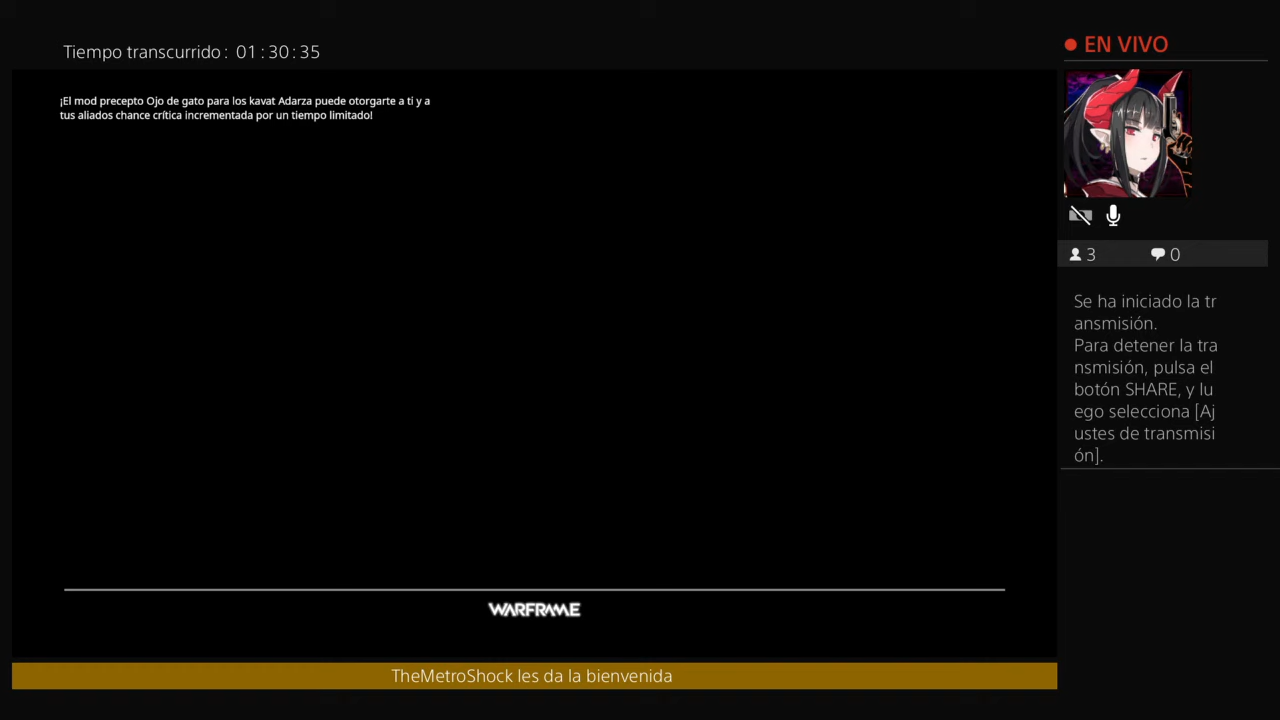 Tiempo transcurrido: 01:30:35
EN VIVO
¡El mod precepto Ojo de gato para los kavat Adarza puede otorgarte a ti y a
tus aliados chance crítica incrementada por un tiempo limitado!
3
0
Se ha iniciado la tr
ansmisión.
Para detener la tra
nsmisión, pulsa el
botón SHARE, y lu
ego selecciona [Aj
ustes de transmisi
ón].
WARFRAME
TheMetroShock les da la bienvenida